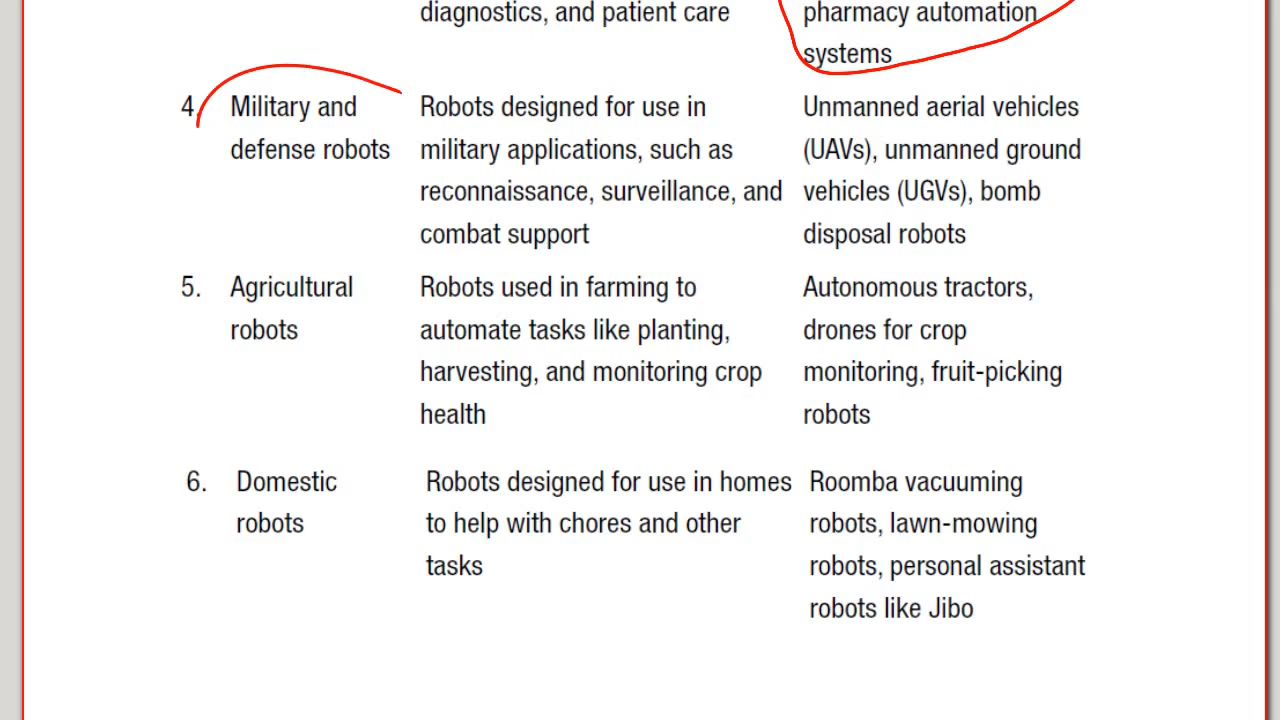 diagnostics, and patient care pharmacy automation
systems
4. Military and Robots designed for use in Unmanned aerial vehicles
defense robots military applications, such as (UAVs), unmanned ground
reconnaissance, surveillance, and vehicles (UGVs), bomb
combat support disposal robots
5. Agricultural Robots used in farming to Autonomous tractors,
robots automate tasks like planting, drones for crop
harvesting, and monitoring crop monitoring, fruit-picking
health robots
6. Domestic Robots designed for use in homes Roomba vacuuming
robots to help with chores and other robots, lawn-mowing
tasks robots, personal assistant
robots like Jibo